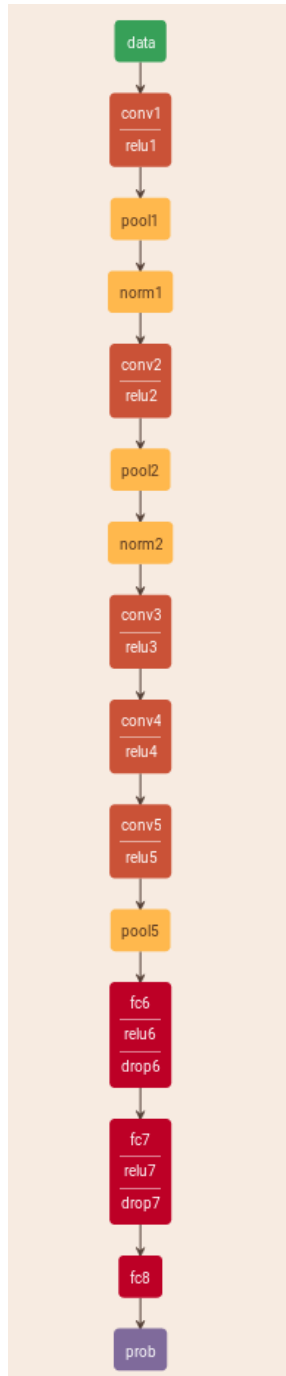 data
conv1
relu1
pool1
norm1
conv2
relu2
pool2
norm2
conv3
relu3
conv4
relu4
conv5
relu5
pool5
fc6
relu6
drop6
fc7
relu7
drop7
fc8
prob